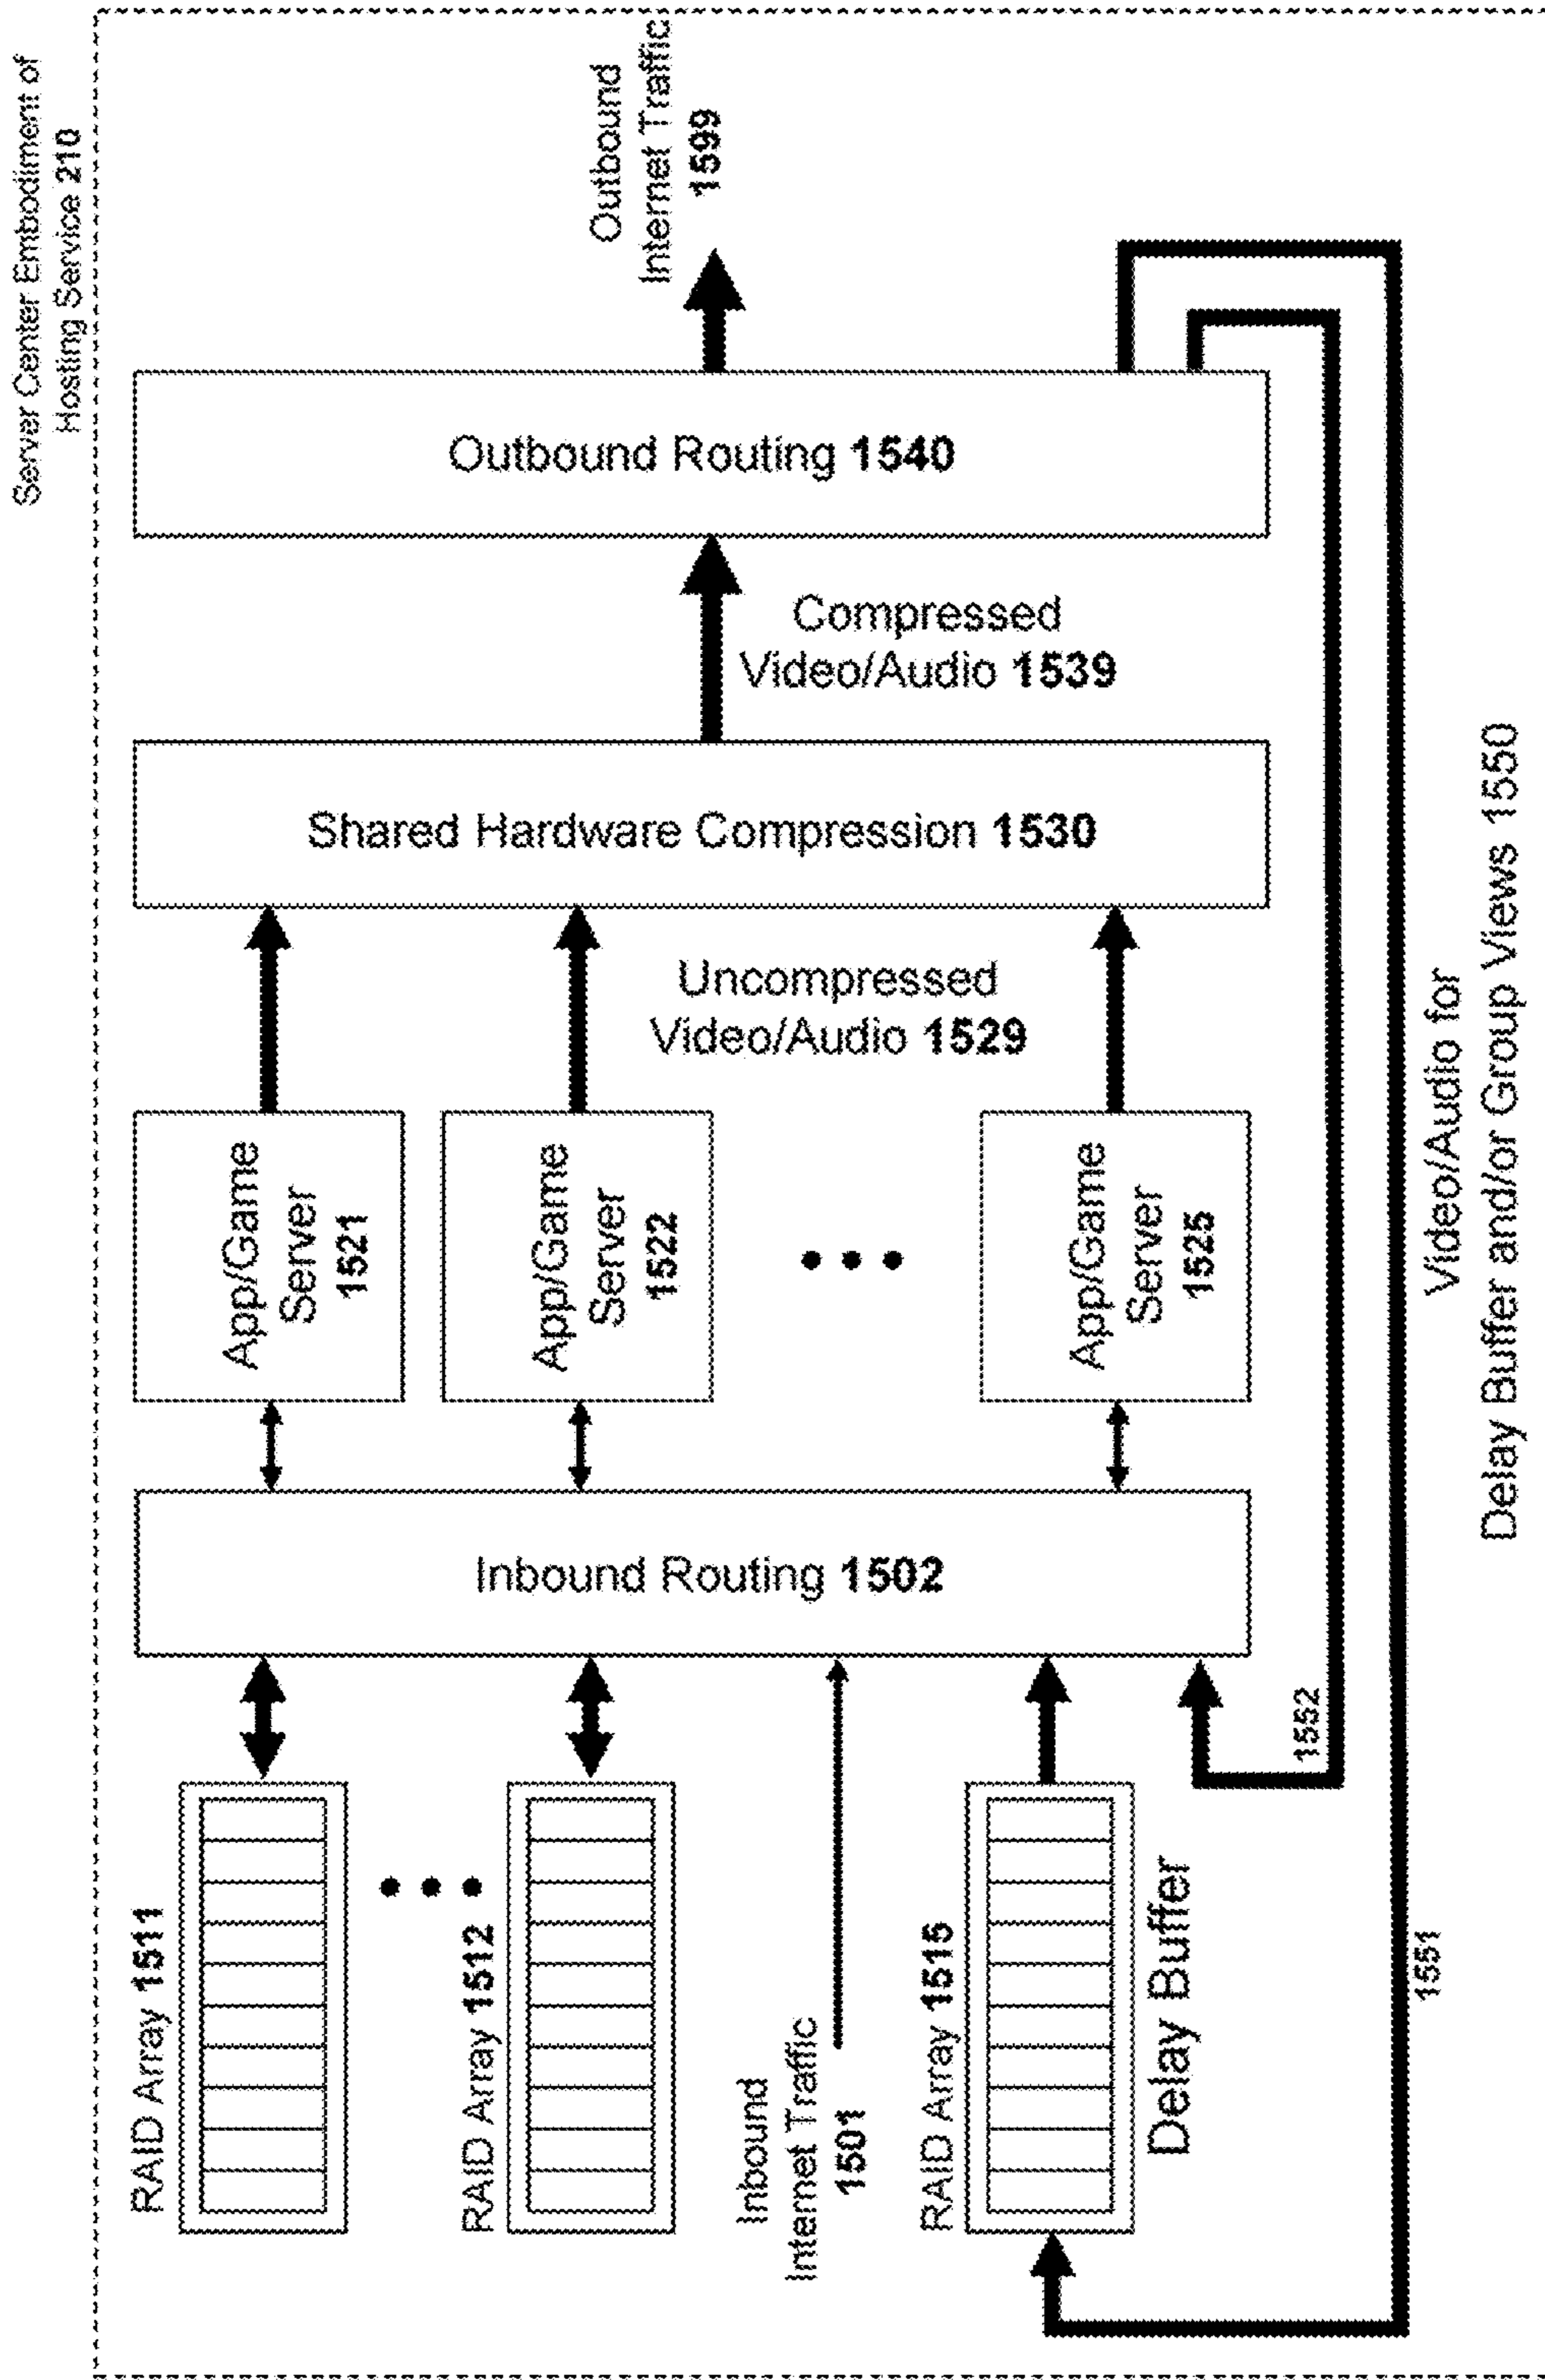 Server Center Embodiment of
Hosting Service 210
RAID Array 1511
RAID Array 1512
Inbound
Internet Traffic
1501
RAID Array 1515
Delay Buffer
Inbound Routing 1502
App/Game
Server
1521
App/Game
Server
1522
App/Game
Server
1525
Uncompressed
Video/Audio 1529
Shared Hardware Compression 1530
Compressed
Video/Audio 1539
Outbound Routing 1540
Outbound
Internet Traffic
1599
1552
1551
Video/Audio for
Delay Buffer and/or Group Views 1550